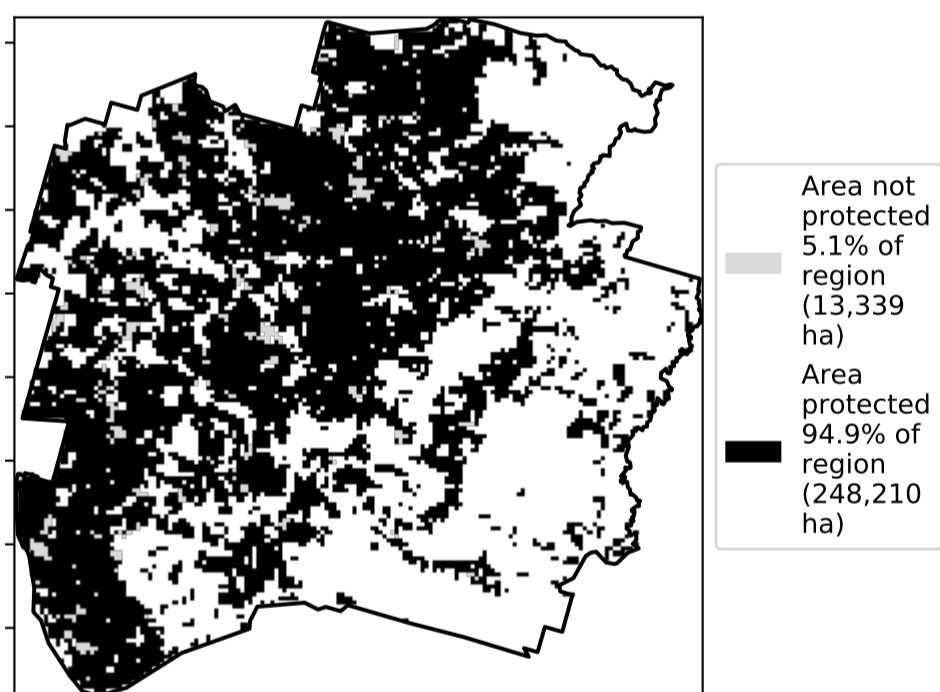 Area not
protected
5.1% of
region
(13,339
ha)
Area
protected
94.9% of
region
(248,210
ha)